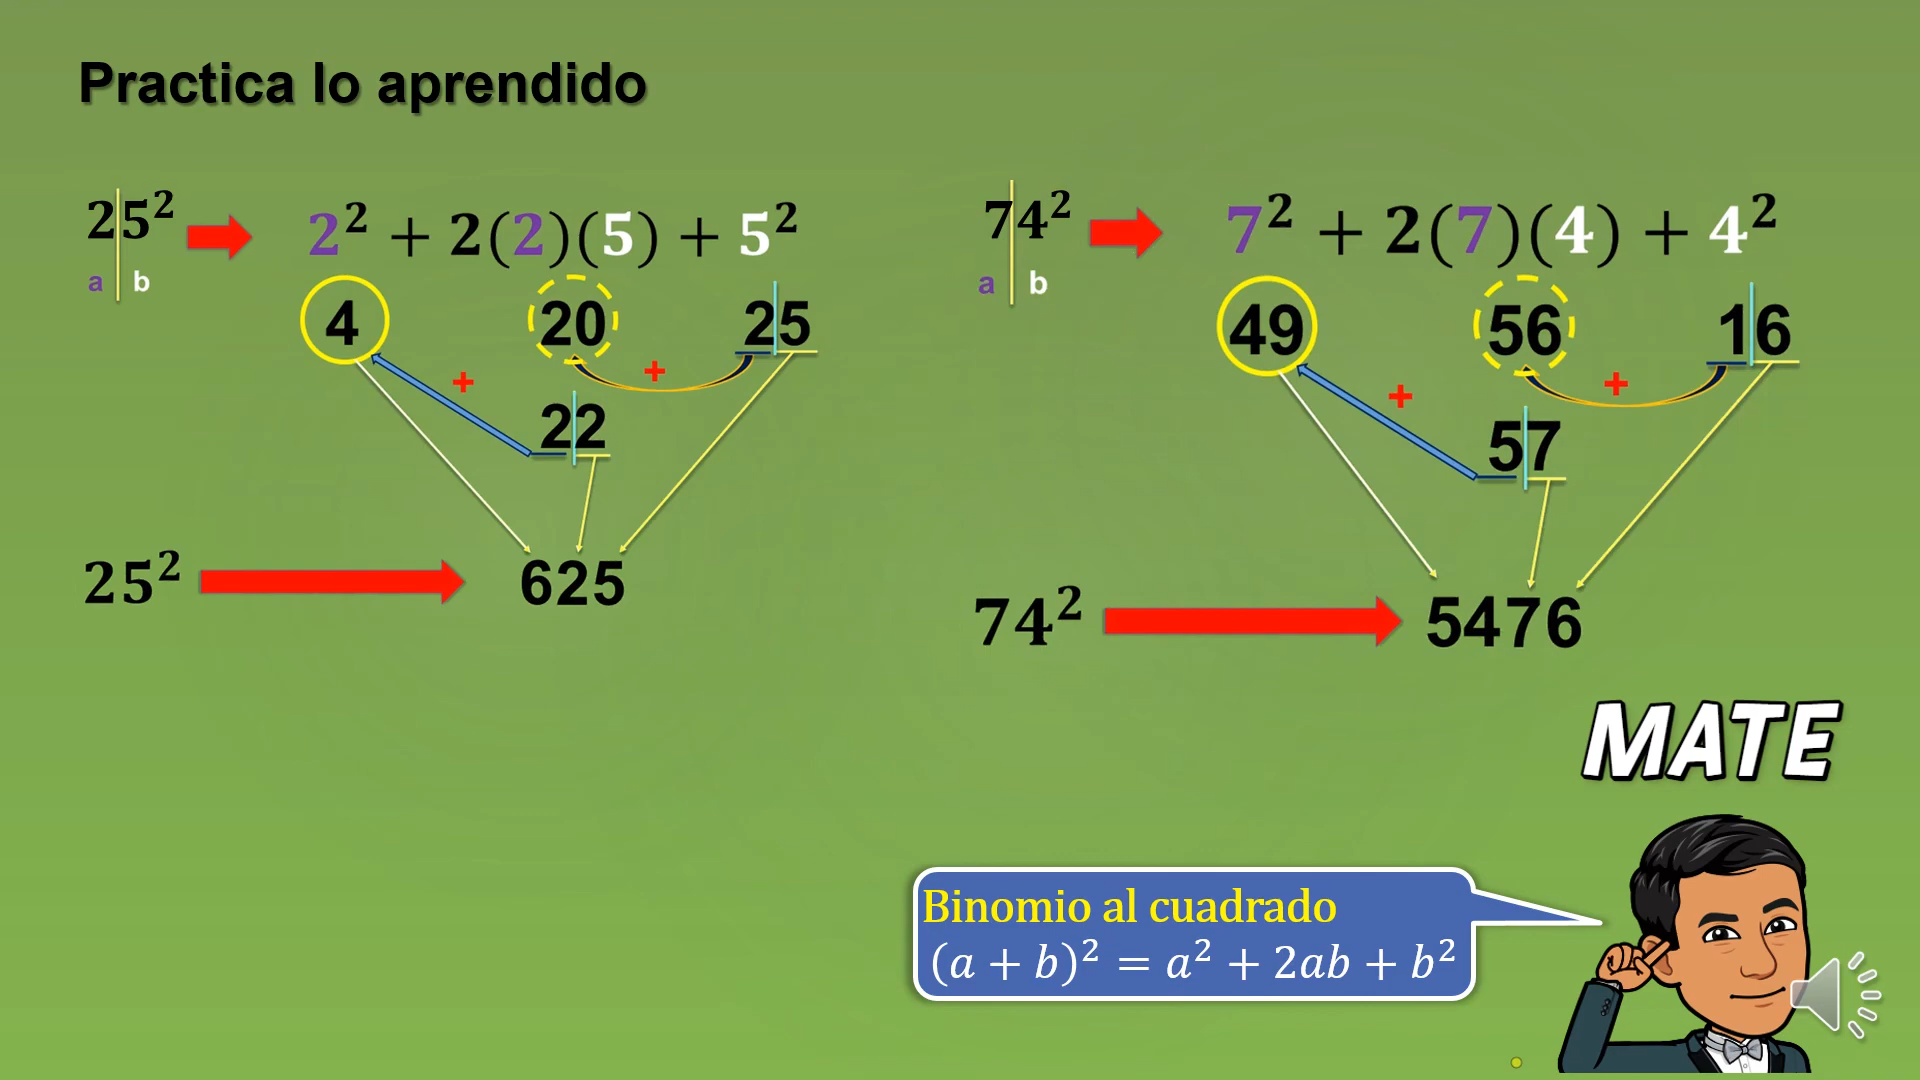 Practica lo aprendido
25² 2² + 2(2)(5) + 5²
a b
4 20 25
+ +
22
25² 625
74² 7² + 2(7)(4) + 4²
a b
49 56 16
+ +
57
74² 5476
MATE
Binomio al cuadrado
(a + b)² = a² + 2ab + b²